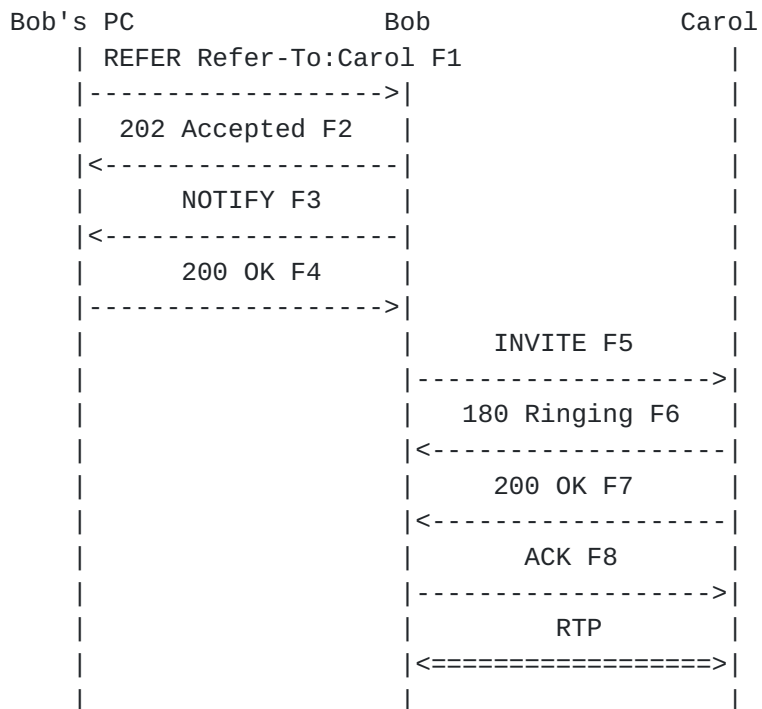 Bob's PC Bob Carol
| REFER Refer-To:Carol F1 |
|------------------->| |
| 202 Accepted F2 | |
|<-------------------| |
| NOTIFY F3 | |
|<-------------------| |
| 200 OK F4 | |
|------------------->| |
| | INVITE F5 |
| |------------------->|
| | 180 Ringing F6 |
| |<-------------------|
| | 200 OK F7 |
| |<-------------------|
| | ACK F8 |
| |------------------->|
| | RTP |
| |<==================>|
| | |